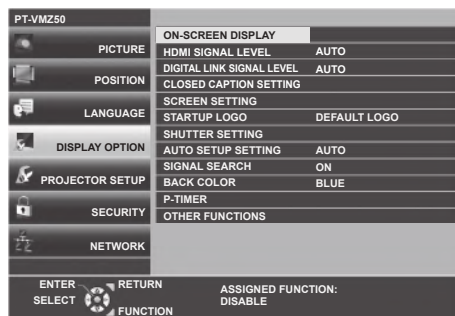 PT-VMZ50
PICTURE
POSITION
LANGUAGE
DISPLAY OPTION
PROJECTOR SETUP
SECURITY
NETWORK
ON-SCREEN DISPLAY
HDMI SIGNAL LEVEL AUTO
DIGITAL LINK SIGNAL LEVEL AUTO
CLOSED CAPTION SETTING
SCREEN SETTING
STARTUP LOGO DEFAULT LOGO
SHUTTER SETTING
AUTO SETUP SETTING AUTO
SIGNAL SEARCH ON
BACK COLOR BLUE
P-TIMER
OTHER FUNCTIONS
ENTER RETURN
SELECT
FUNCTION
ASSIGNED FUNCTION:
DISABLE